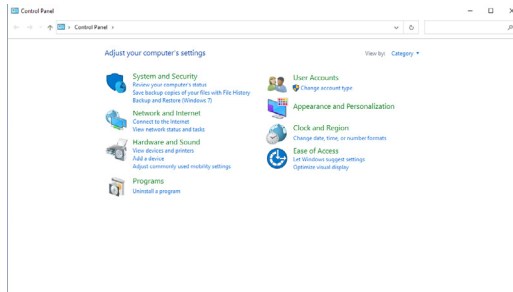 Control Panel
Control Panel
Adjust your computer's settings
View by: Category
System and Security
Review your computer's status
Save backup copies of your files with File History
Backup and Restore (Windows 7)
Network and Internet
Connect to the Internet
View network status and tasks
Hardware and Sound
View devices and printers
Add a device
Adjust commonly used mobility settings
Programs
Uninstall a program
User Accounts
Change account type
Appearance and Personalization
Clock and Region
Change date, time, or number formats
Ease of Access
Let Windows suggest settings
Optimize visual display